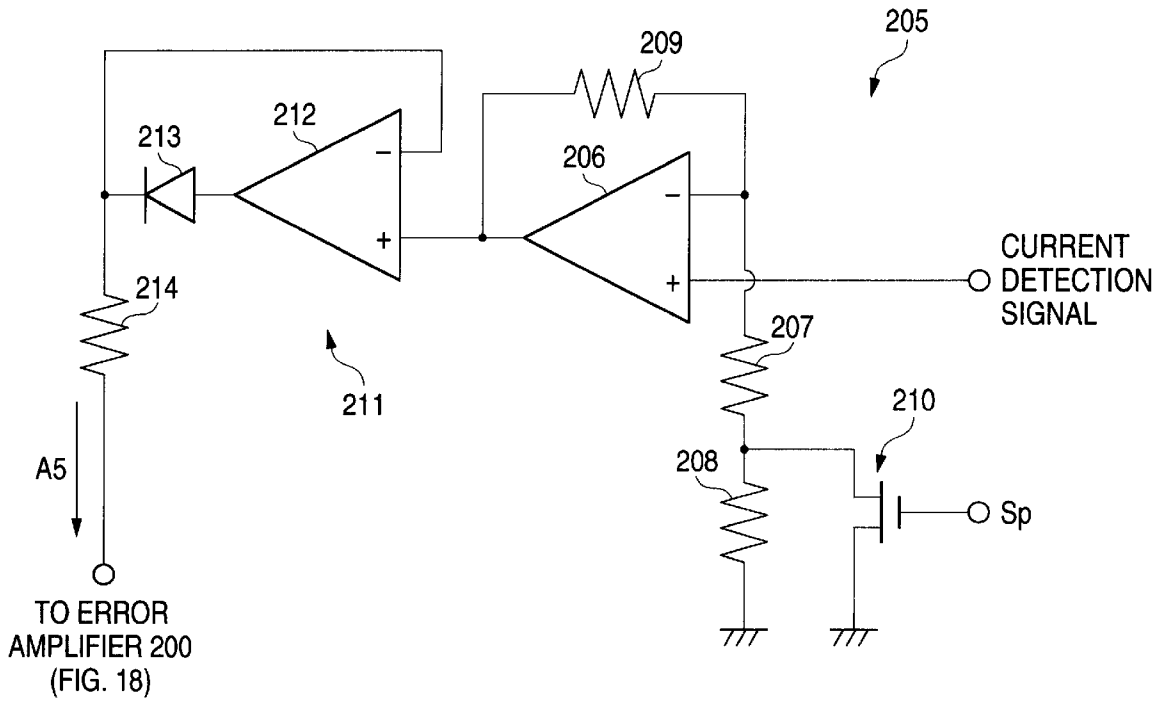 205
209
212
213
206
−
−
+
+
CURRENT
DETECTION
SIGNAL
214
207
211
210
A5
208
Sp
TO ERROR
AMPLIFIER 200
(FIG. 18)